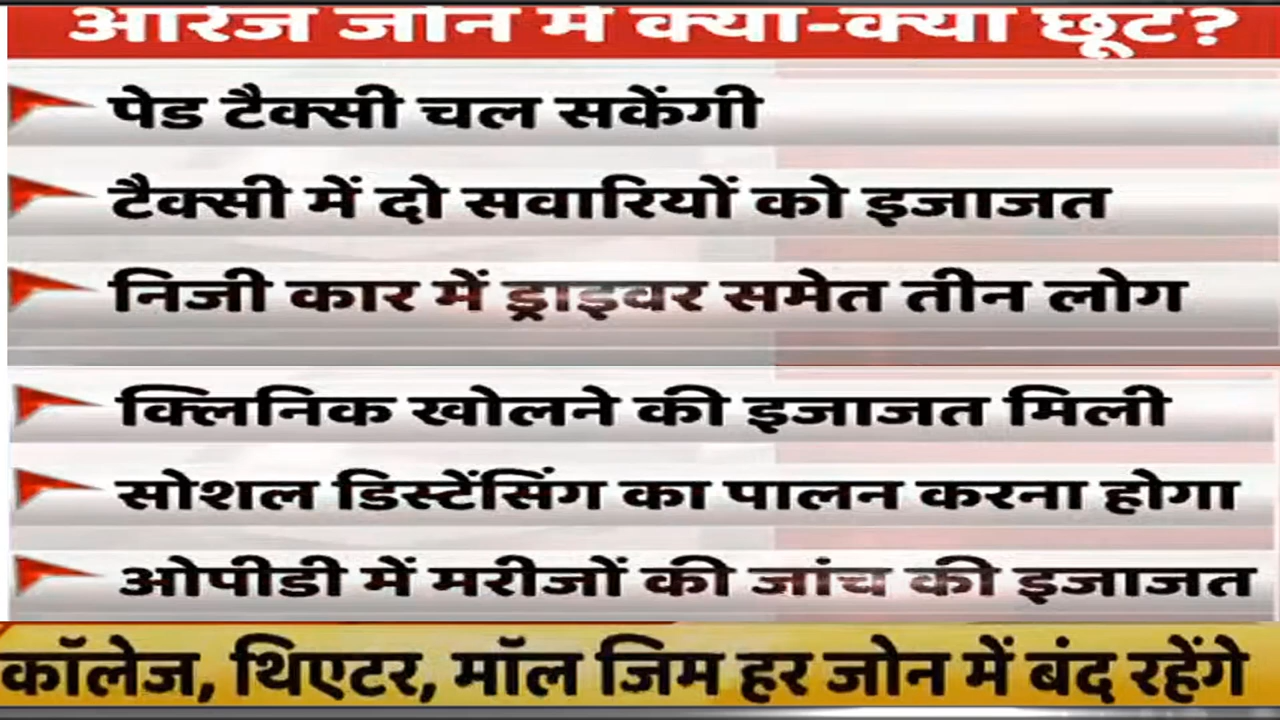 आरेंज जोन में क्या-क्या छूट?
पेड टैक्सी चल सकेंगी
टैक्सी में दो सवारियों को इजाजत
निजी कार में ड्राइवर समेत तीन लोग
क्लिनिक खोलने की इजाजत मिली
सोशल डिस्टेंसिंग का पालन करना होगा
ओपीडी में मरीजों की जांच की इजाजत
कॉलेज, थिएटर, मॉल जिम हर जोन में बंद रहेंगे